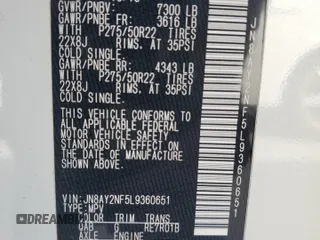 GVWR/PNBV: 7300 LB
GAWR/PNBE FR: 3616 LB
WITH P275/50R22 TIRES
22X8J RIMS, AT 35PSI
COLD SINGLE.
GAWR/PNBE RR: 4343 LB
WITH P275/50R22 TIRES
22X8J RIMS, AT 35PSI
COLD SINGLE.
THIS VEHICLE CONFORMS TO
ALL APPLICABLE FEDERAL
MOTOR VEHICLE SAFETY
STANDARDS IN EFFECT ON
THE DATE OF MANUFACTURE
SHOWN ABOVE.
VIN: JN8AY2NF5L9360651
TYPE: MPV
COLOR TRIM TRANS
QAB G RE7R01B
AXLE ENGINE